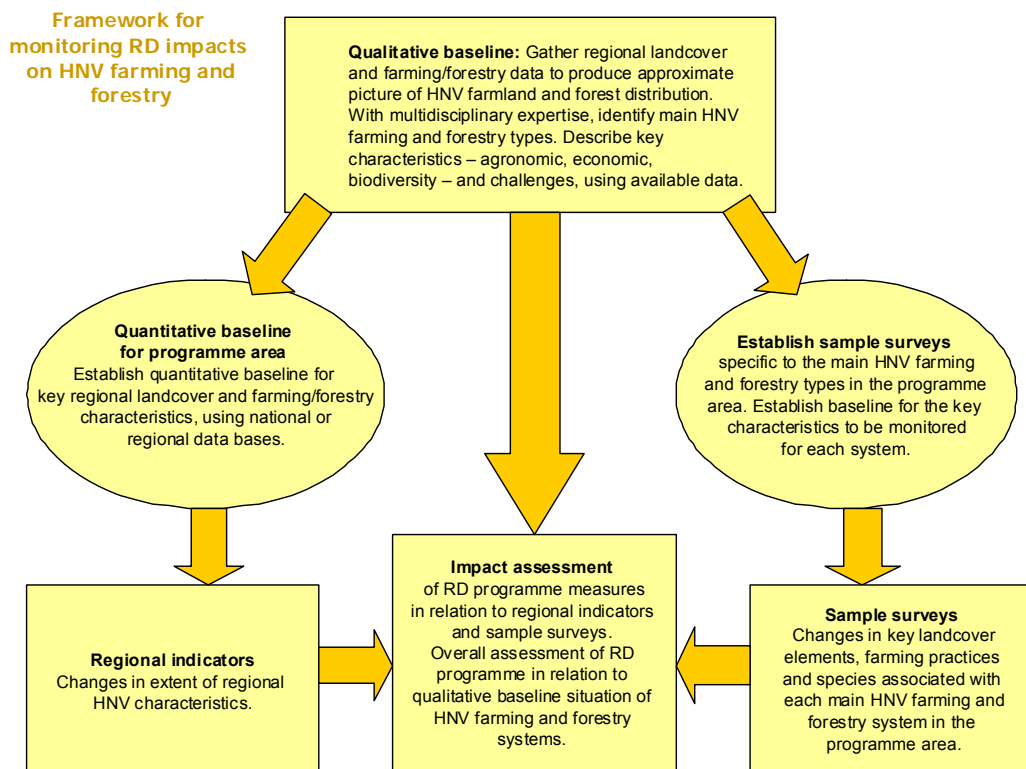 Framework for
monitoring RD impacts
on HNV farming and
forestry
Qualitative baseline: Gather regional landcover
and farming/forestry data to produce approximate
picture of HNV farmland and forest distribution.
With multidisciplinary expertise, identify main HNV
farming and forestry types. Describe key
characteristics – agronomic, economic,
biodiversity – and challenges, using available data.
Quantitative baseline
for programme area
Establish quantitative baseline for
key regional landcover and farming/forestry
characteristics, using national or
regional data bases.
Establish sample surveys
specific to the main HNV farming
and forestry types in the programme
area. Establish baseline for the key
characteristics to be monitored
for each system.
Regional indicators
Changes in extent of regional
HNV characteristics.
Impact assessment
of RD programme measures
in relation to regional indicators
and sample surveys.
Overall assessment of RD
programme in relation to
qualitative baseline situation of
HNV farming and forestry
systems.
Sample surveys
Changes in key landcover
elements, farming practices
and species associated with
each main HNV farming and
forestry system in the
programme area.